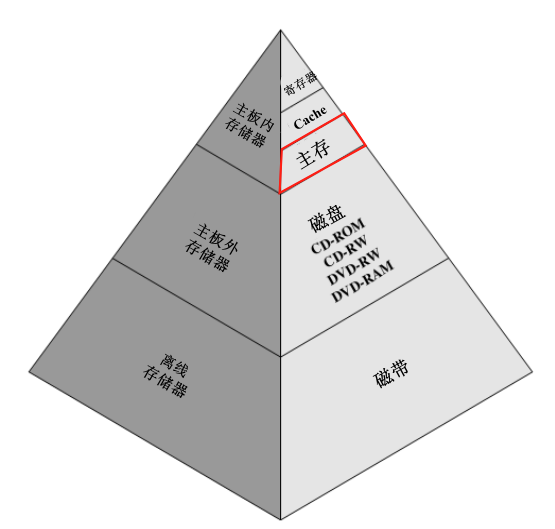 寄存器
Cache
主存
主板内
存储器
磁盘
CD-ROM
CD-RW
DVD-RW
DVD-RAM
主板外
存储器
磁带
离线
存储器